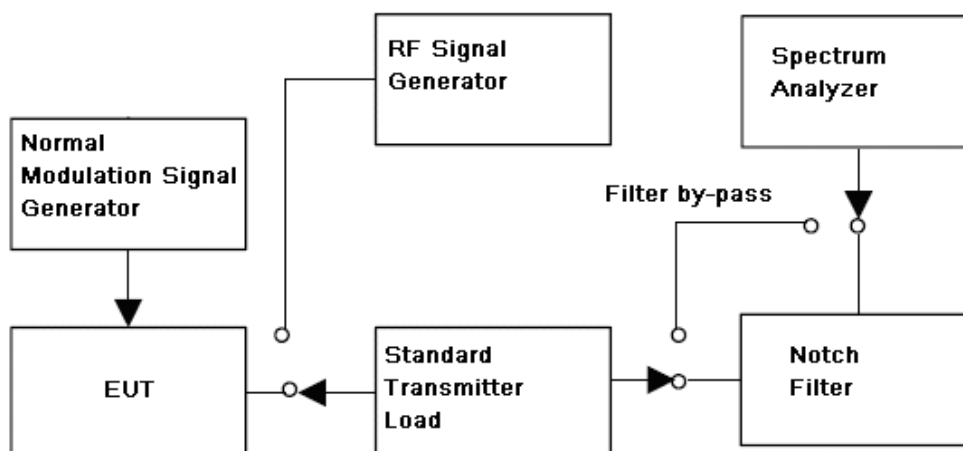 RF Signal
Generator
Spectrum
Analyzer
Normal
Modulation Signal
Generator
Filter by-pass
EUT
Standard
Transmitter
Load
Notch
Filter